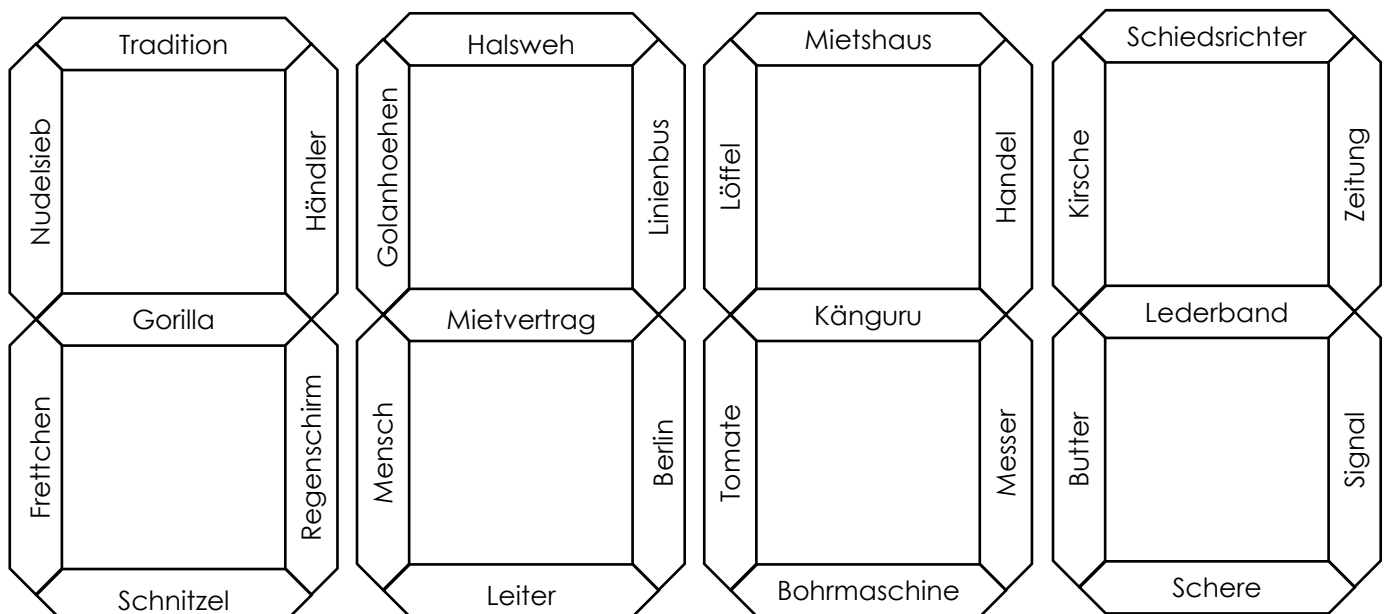 Tradition
Nudelsieb
Händler
Gorilla
Frettchen
Regenschirm
Schnitzel
Halsweh
Golanhoehen
Linienbus
Mietvertrag
Mensch
Berlin
Leiter
Mietshaus
Löffel
Handel
Känguru
Tomate
Messer
Bohrmaschine
Schiedsrichter
Kirsche
Zeitung
Lederband
Butter
Signal
Schere